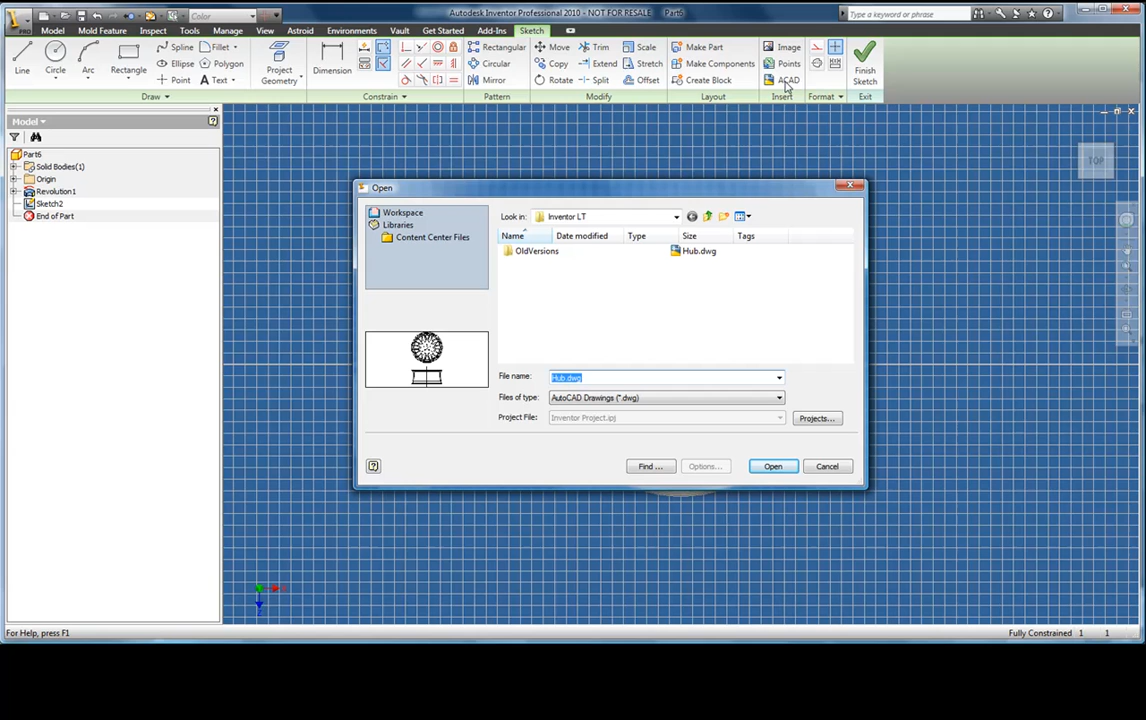 Color
Autodesk Inventor Professional 2010 - NOT FOR RESALE Part6
Type a keyword or phrase
PRO
Model Mold Feature Inspect Tools Manage View Astroid Environments Vault Get Started Add-Ins Sketch
Line Circle Arc Rectangle Spline Fillet Ellipse Polygon Point Text
Project Geometry
Dimension
Rectangular Circular Mirror
Move Trim Scale
Copy Extend Stretch
Rotate Split Offset
Make Part
Make Components
Create Block
Image
Points
ACAD
Finish Sketch
Draw Constrain Pattern Modify Layout Insert Format Exit
Model
Part6
Solid Bodies(1)
Origin
Revolution1
Sketch2
End of Part
TOP
Open
Workspace
Libraries
Content Center Files
Look in: Inventor LT
Name Date modified Type Size Tags
OldVersions Hub.dwg
File name: Hub.dwg
Files of type: AutoCAD Drawings (*.dwg)
Project File: Inventor Project.ipj Projects...
Find ... Options... Open Cancel
For Help, press F1
Fully Constrained 1 1